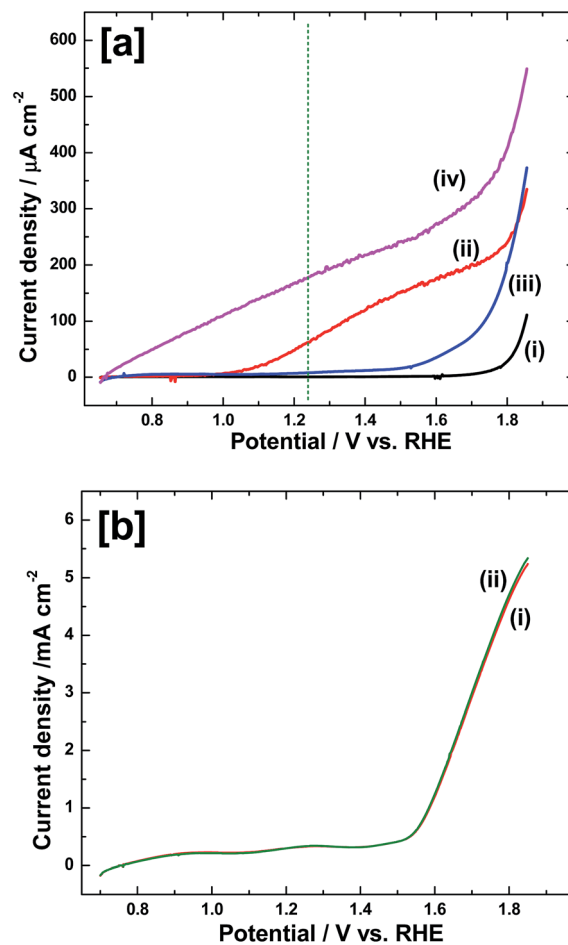 [a]
600
500
400
300
200
100
0
Current density / μA cm⁻²
(iv)
(ii)
(iii)
(i)
0.8 1.0 1.2 1.4 1.6 1.8
Potential / V vs. RHE
[b]
6
5
4
3
2
1
0
Current density /mA cm⁻²
(ii)
(i)
0.8 1.0 1.2 1.4 1.6 1.8
Potential / V vs. RHE